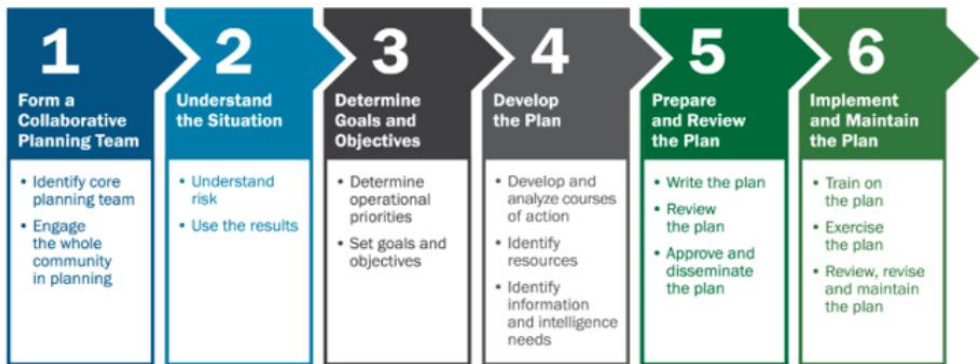 1
Form a
Collaborative
Planning Team
• Identify core
planning team
• Engage
the whole
community
in planning
2
Understand
the Situation
• Understand
risk
• Use the results
3
Determine
Goals and
Objectives
• Determine
operational
priorities
• Set goals and
objectives
4
Develop
the Plan
• Develop and
analyze courses
of action
• Identify
resources
• Identify
information
and intelligence
needs
5
Prepare
and Review
the Plan
• Write the plan
• Review
the plan
• Approve and
disseminate
the plan
6
Implement
and Maintain
the Plan
• Train on
the plan
• Exercise
the plan
• Review, revise
and maintain
the plan